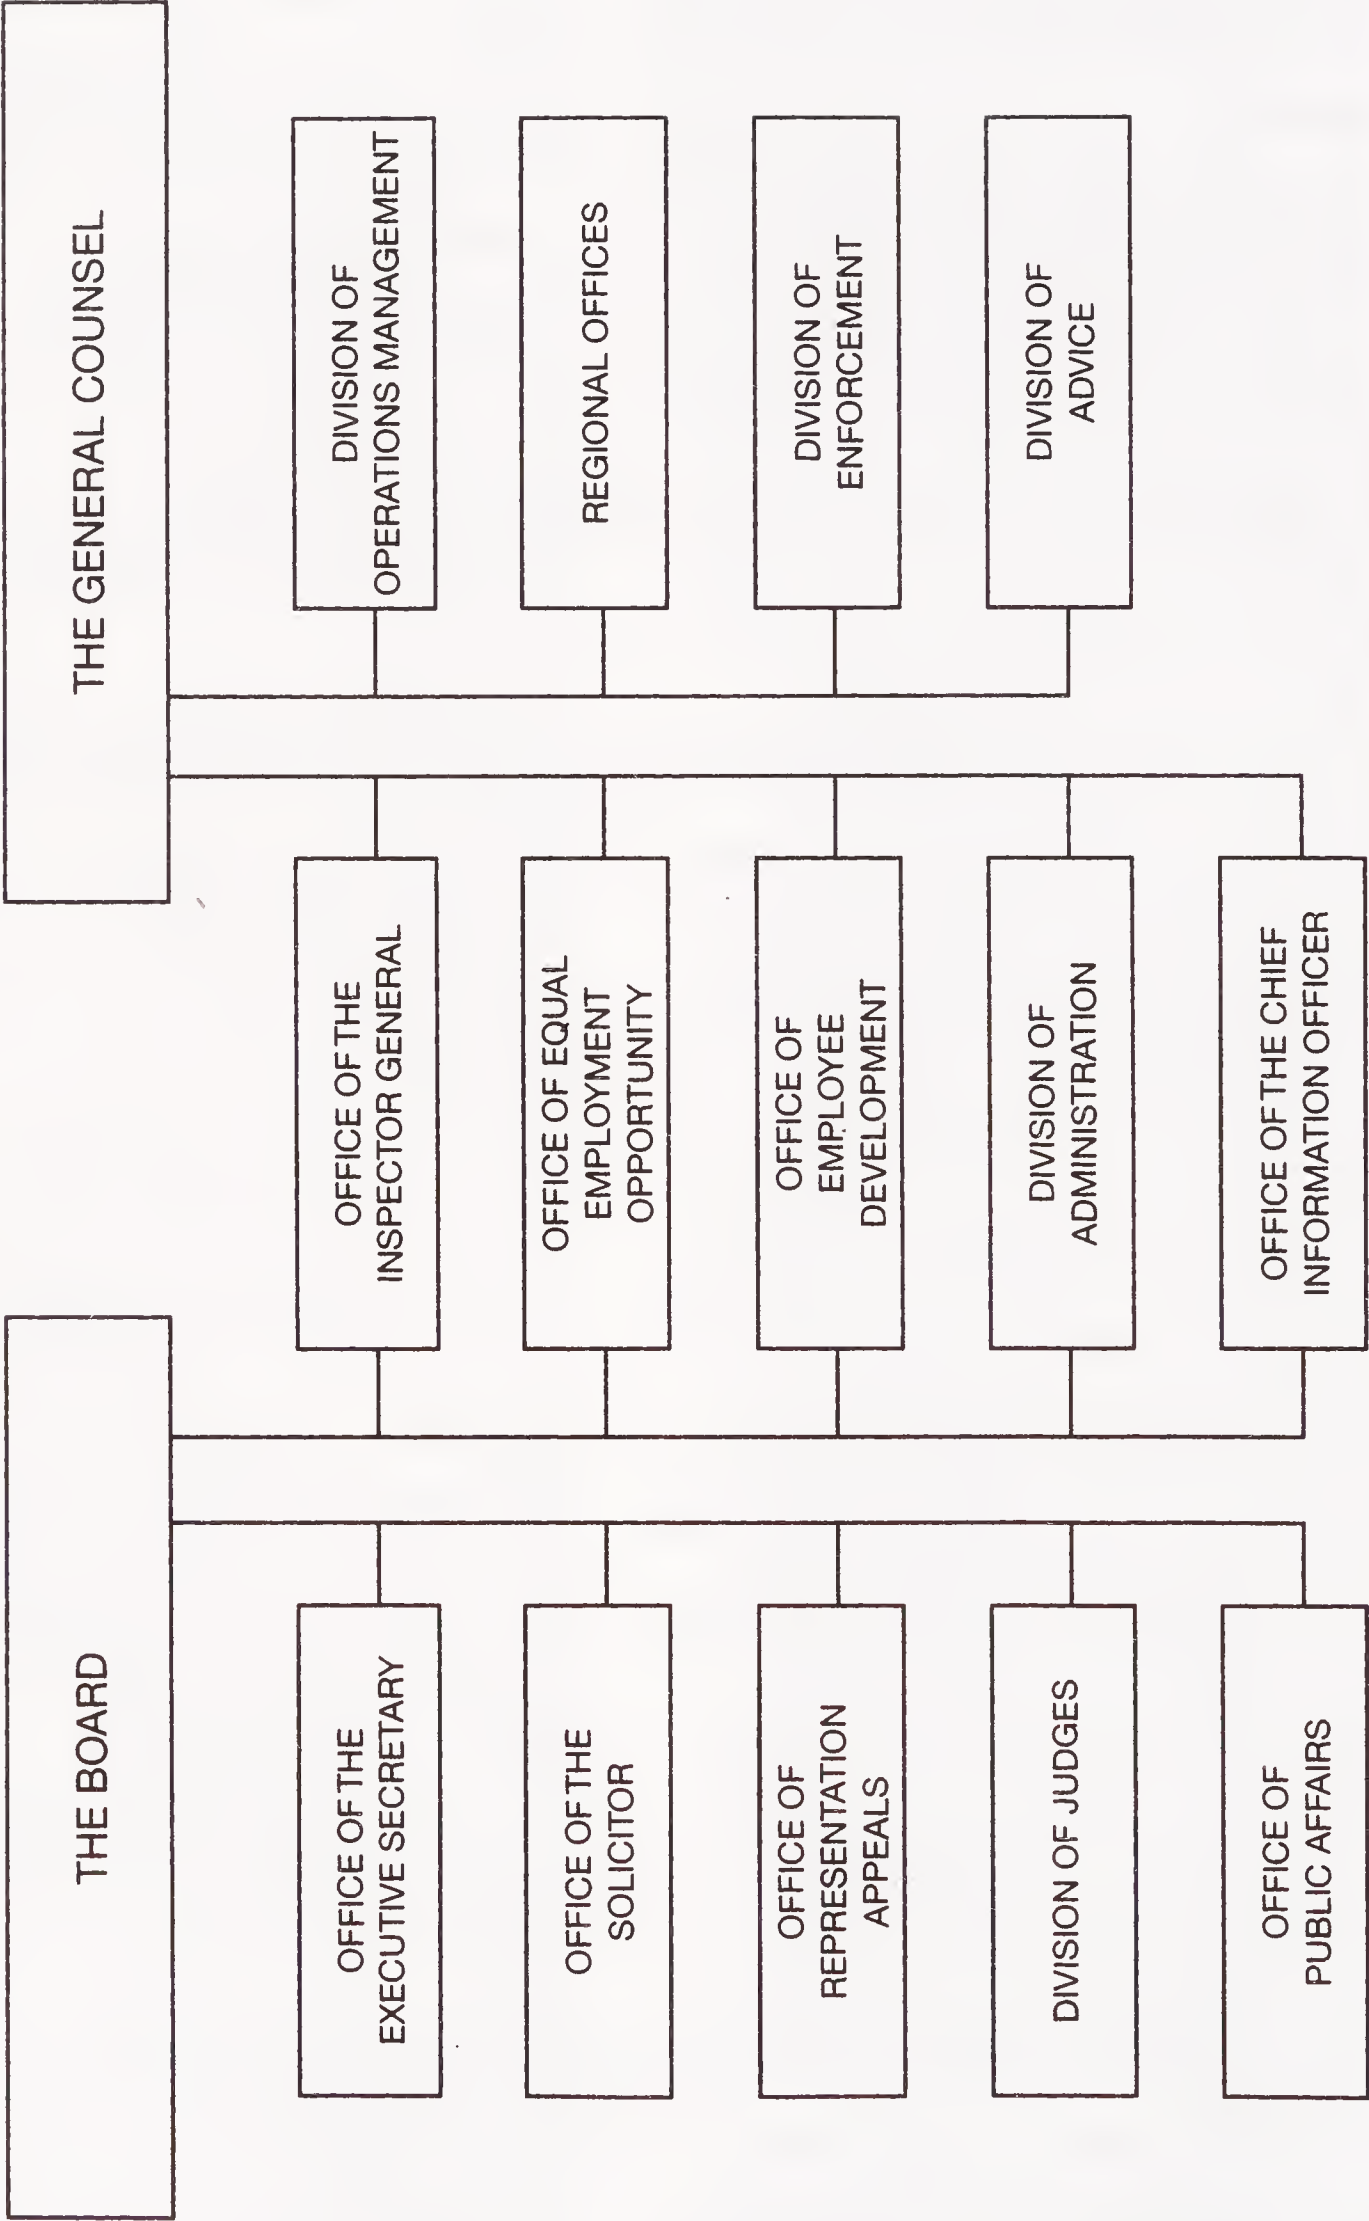 THE BOARD
THE GENERAL COUNSEL
OFFICE OF THE
EXECUTIVE SECRETARY
OFFICE OF THE
SOLICITOR
OFFICE OF
REPRESENTATION
APPEALS
DIVISION OF JUDGES
OFFICE OF
PUBLIC AFFAIRS
OFFICE OF THE
INSPECTOR GENERAL
OFFICE OF EQUAL
EMPLOYMENT
OPPORTUNITY
OFFICE OF
EMPLOYEE
DEVELOPMENT
DIVISION OF
ADMINISTRATION
OFFICE OF THE CHIEF
INFORMATION OFFICER
DIVISION OF
OPERATIONS MANAGEMENT
REGIONAL OFFICES
DIVISION OF
ENFORCEMENT
DIVISION OF
ADVICE